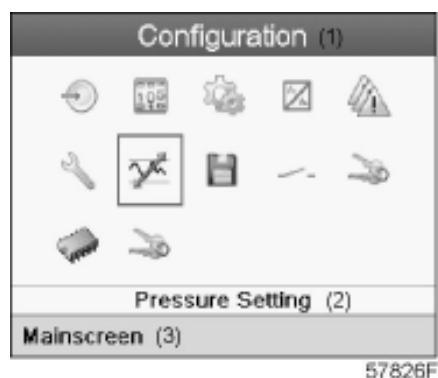 Configuration (1)
Pressure Setting (2)
Mainscreen (3)
57826F